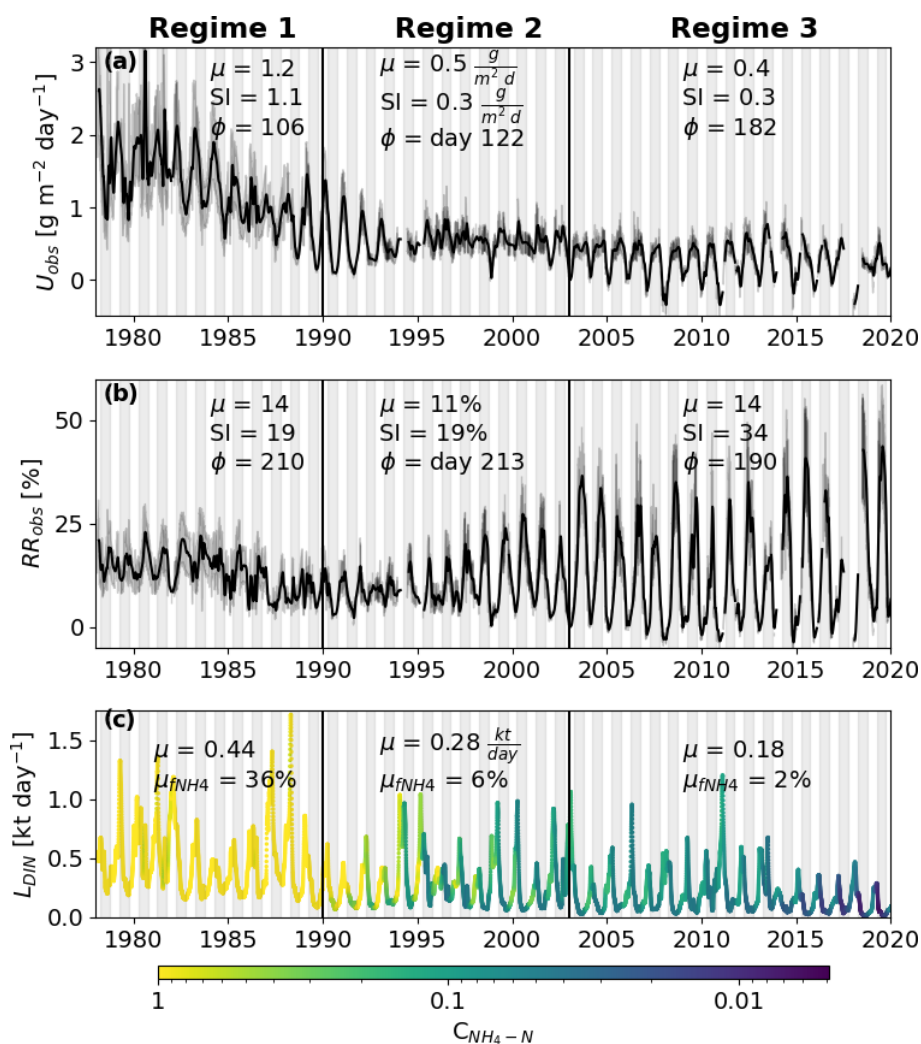 Regime 1 Regime 2 Regime 3
(a)
μ = 1.2
SI = 1.1
ϕ = 106
μ = 0.5 g/m² d
SI = 0.3 g/m² d
ϕ = day 122
μ = 0.4
SI = 0.3
ϕ = 182
U_obs [g m⁻² day⁻¹]
3
2
1
0
1980 1985 1990 1995 2000 2005 2010 2015 2020
(b)
μ = 14
SI = 19
ϕ = 210
μ = 11%
SI = 19%
ϕ = day 213
μ = 14
SI = 34
ϕ = 190
RR_obs [%]
50
25
0
1980 1985 1990 1995 2000 2005 2010 2015 2020
(c)
μ = 0.44
μ_fNH4 = 36%
μ = 0.28 kt/day
μ_fNH4 = 6%
μ = 0.18
μ_fNH4 = 2%
L_DIN [kt day⁻¹]
1.5
1.0
0.5
0.0
1980 1985 1990 1995 2000 2005 2010 2015 2020
1 0.1 0.01
C_NH₄₋N